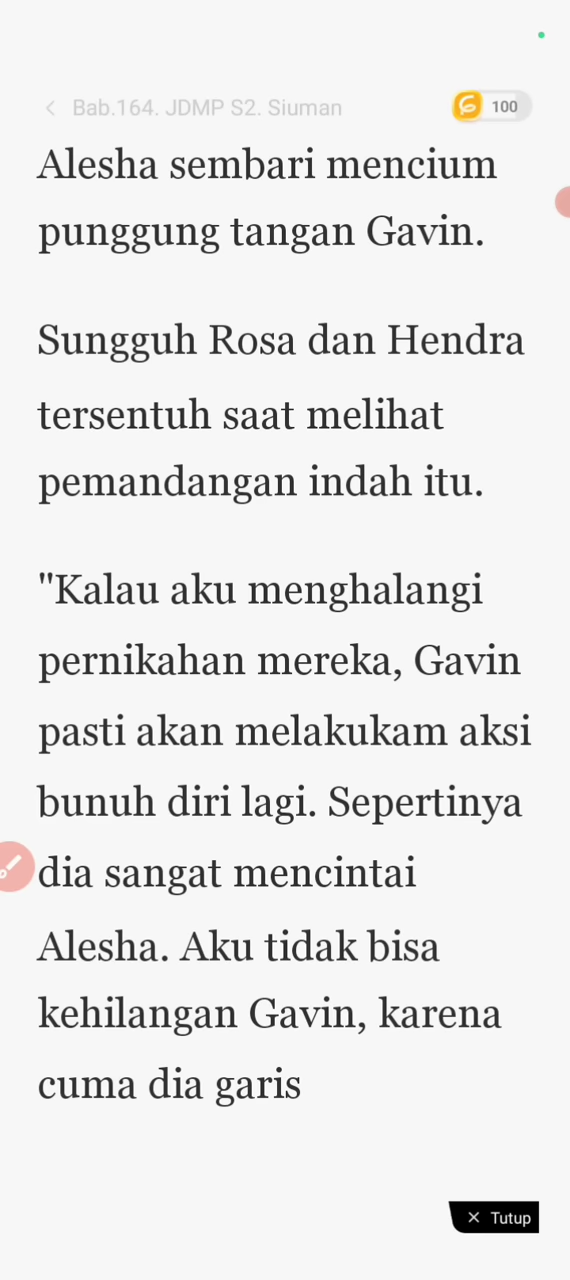 Bab.164. JDMP S2. Siuman
100
Alesha sembari mencium
punggung tangan Gavin.
Sungguh Rosa dan Hendra
tersentuh saat melihat
pemandangan indah itu.
"Kalau aku menghalangi
pernikahan mereka, Gavin
pasti akan melakukam aksi
bunuh diri lagi. Sepertinya
dia sangat mencintai
Alesha. Aku tidak bisa
kehilangan Gavin, karena
cuma dia garis
Tutup